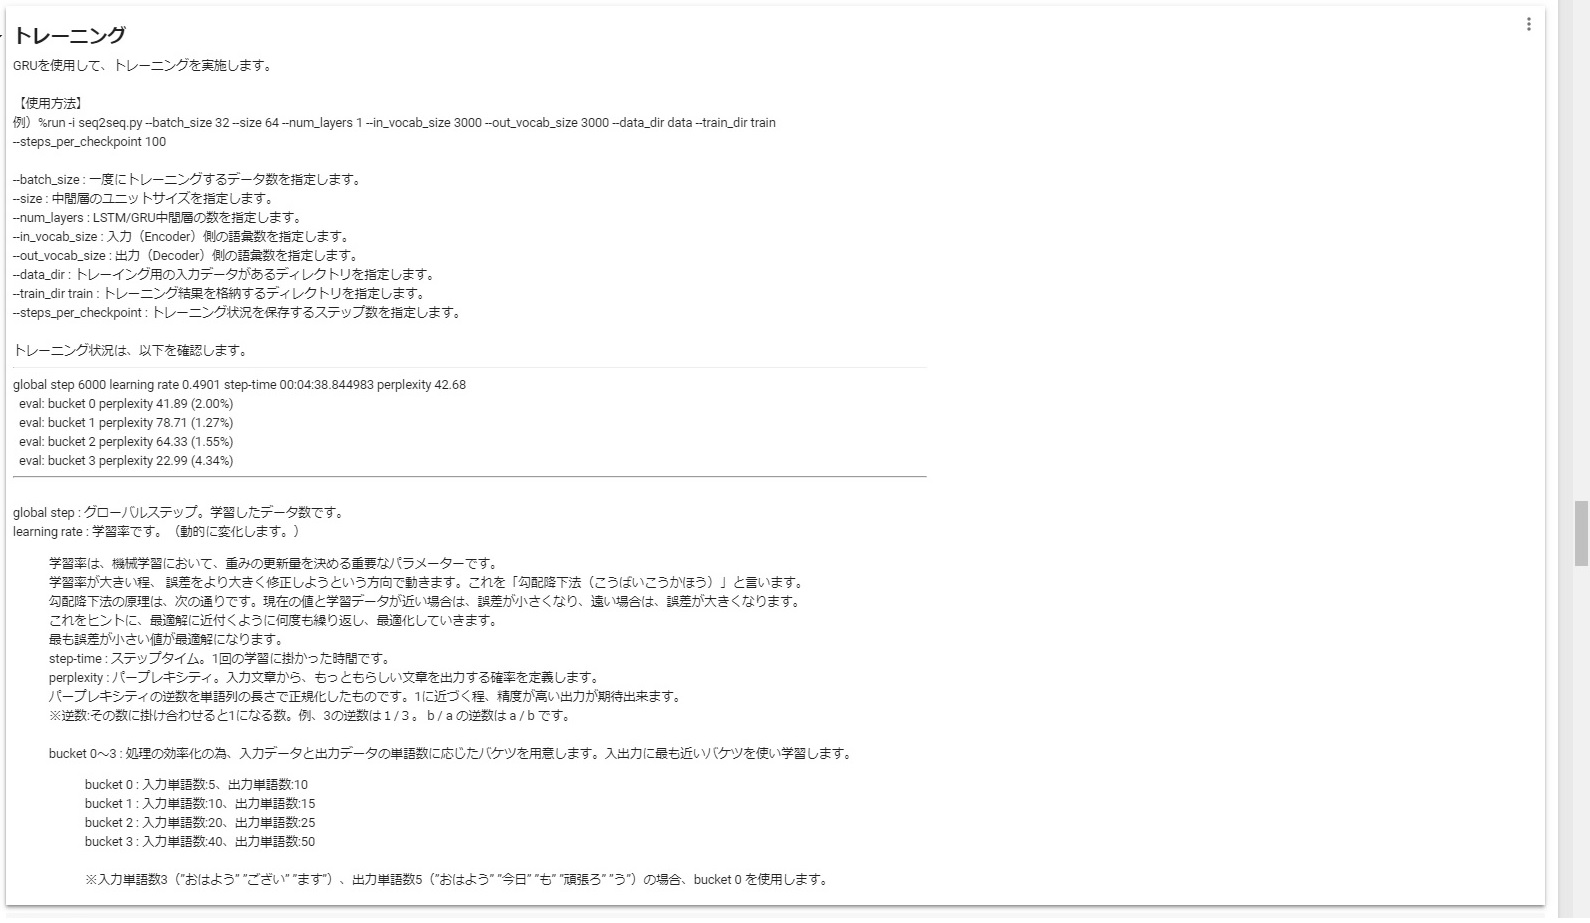 トレーニング
GRUを使用して、トレーニングを実施します。
【使用方法】
例）%run -i seq2seq.py --batch_size 32 --size 64 --num_layers 1 --in_vocab_size 3000 --out_vocab_size 3000 --data_dir data --train_dir train
--steps_per_checkpoint 100
--batch_size : 一度にトレーニングするデータ数を指定します。
--size : 中間層のユニットサイズを指定します。
--num_layers : LSTM/GRU中間層の数を指定します。
--in_vocab_size : 入力（Encoder）側の語彙数を指定します。
--out_vocab_size : 出力（Decoder）側の語彙数を指定します。
--data_dir : トレーイング用の入力データがあるディレクトリを指定します。
--train_dir train : トレーニング結果を格納するディレクトリを指定します。
--steps_per_checkpoint : トレーニング状況を保存するステップ数を指定します。
トレーニング状況は、以下を確認します。
global step 6000 learning rate 0.4901 step-time 00:04:38.844983 perplexity 42.68
eval: bucket 0 perplexity 41.89 (2.00%)
eval: bucket 1 perplexity 78.71 (1.27%)
eval: bucket 2 perplexity 64.33 (1.55%)
eval: bucket 3 perplexity 22.99 (4.34%)
global step : グローバルステップ。学習したデータ数です。
learning rate : 学習率です。（動的に変化します。）
学習率は、機械学習において、重みの更新量を決める重要なパラメーターです。
学習率が大きい程、 誤差をより大きく修正しようという方向で動きます。これを「勾配降下法（こうばいこうかほう）」と言います。
勾配降下法の原理は、次の通りです。現在の値と学習データが近い場合は、誤差が小さくなり、遠い場合は、誤差が大きくなります。
これをヒントに、最適解に近付くように何度も繰り返し、最適化していきます。
最も誤差が小さい値が最適解になります。
step-time : ステップタイム。1回の学習に掛かった時間です。
perplexity : パープレキシティ。入力文章から、もっともらしい文章を出力する確率を定義します。
パープレキシティの逆数を単語列の長さで正規化したものです。1に近づく程、精度が高い出力が期待出来ます。
※逆数:その数に掛け合わせると1になる数。例、3の逆数は 1 / 3 。 b / a の逆数は a / b です。
bucket 0～3 : 処理の効率化の為、入力データと出力データの単語数に応じたバケツを用意します。入出力に最も近いバケツを使い学習します。
bucket 0 : 入力単語数:5、出力単語数:10
bucket 1 : 入力単語数:10、出力単語数:15
bucket 2 : 入力単語数:20、出力単語数:25
bucket 3 : 入力単語数:40、出力単語数:50
※入力単語数3（”おはよう” ”ござい” ”ます”）、出力単語数5（”おはよう” ”今日” ”も” ”頑張ろ” ”う”）の場合、bucket 0 を使用します。